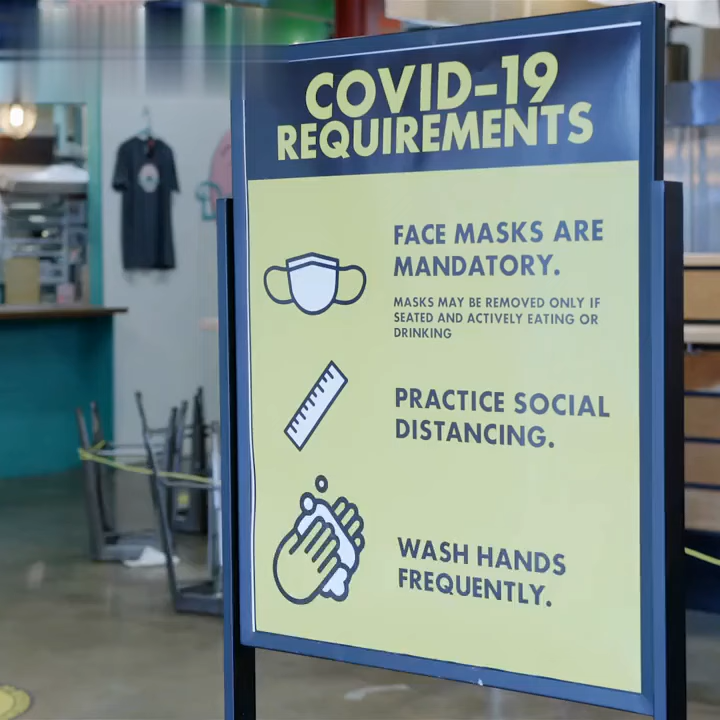 COVID-19
REQUIREMENTS
FACE MASKS ARE
MANDATORY.
MASKS MAY BE REMOVED ONLY IF
SEATED AND ACTIVELY EATING OR
DRINKING
PRACTICE SOCIAL
DISTANCING.
WASH HANDS
FREQUENTLY.